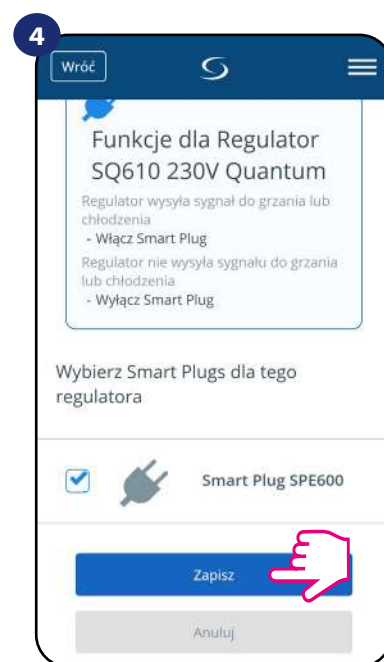 4
Wróć
Funkcje dla Regulator
SQ610 230V Quantum
Regulator wysyła sygnał do grzania lub
chłodzenia
- Włącz Smart Plug
Regulator nie wysyła sygnału do grzania
lub chłodzenia
- Wyłącz Smart Plug
Wybierz Smart Plugs dla tego
regulatora
Smart Plug SPE600
Zapisz
Anuluj